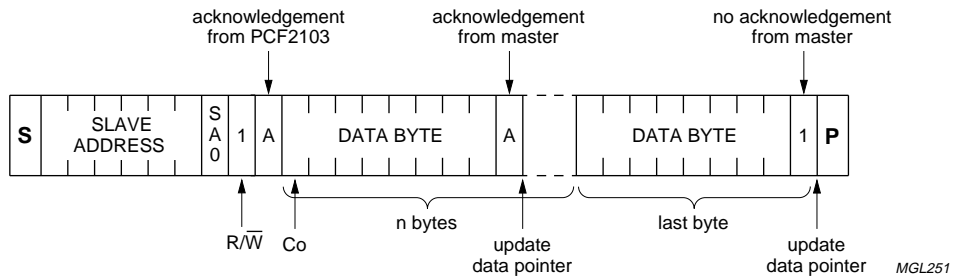 acknowledgement
from PCF2103
acknowledgement
from master
no acknowledgement
from master
S
SLAVE
ADDRESS
S
A
0
1
A
DATA BYTE
A
DATA BYTE
1
P
R/W̅
Co
n bytes
update
data pointer
last byte
update
data pointer
MGL251